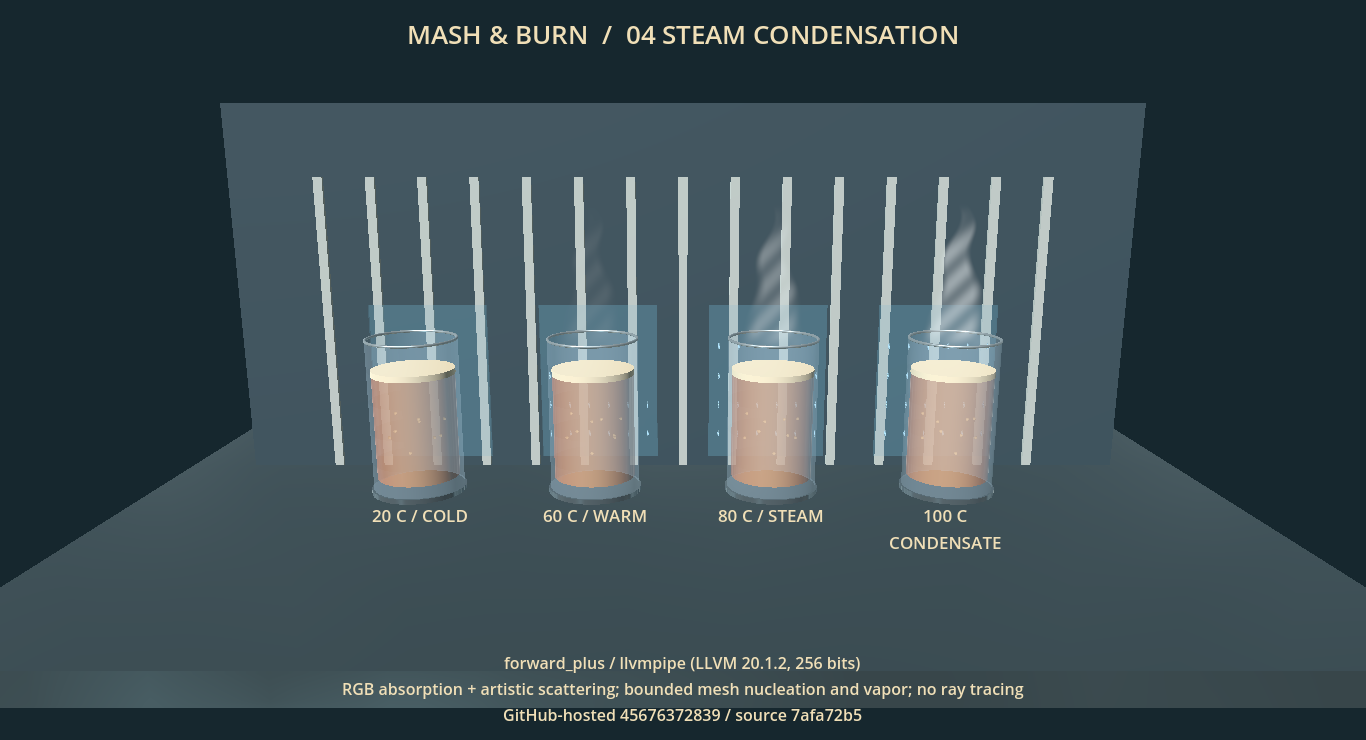 MASH & BURN / 04 STEAM CONDENSATION
20 C / COLD
60 C / WARM
80 C / STEAM
100 C
CONDENSATE
forward_plus / llvmpipe (LLVM 20.1.2, 256 bits)
RGB absorption + artistic scattering; bounded mesh nucleation and vapor; no ray tracing
GitHub-hosted 45676372839 / source 7afa72b5